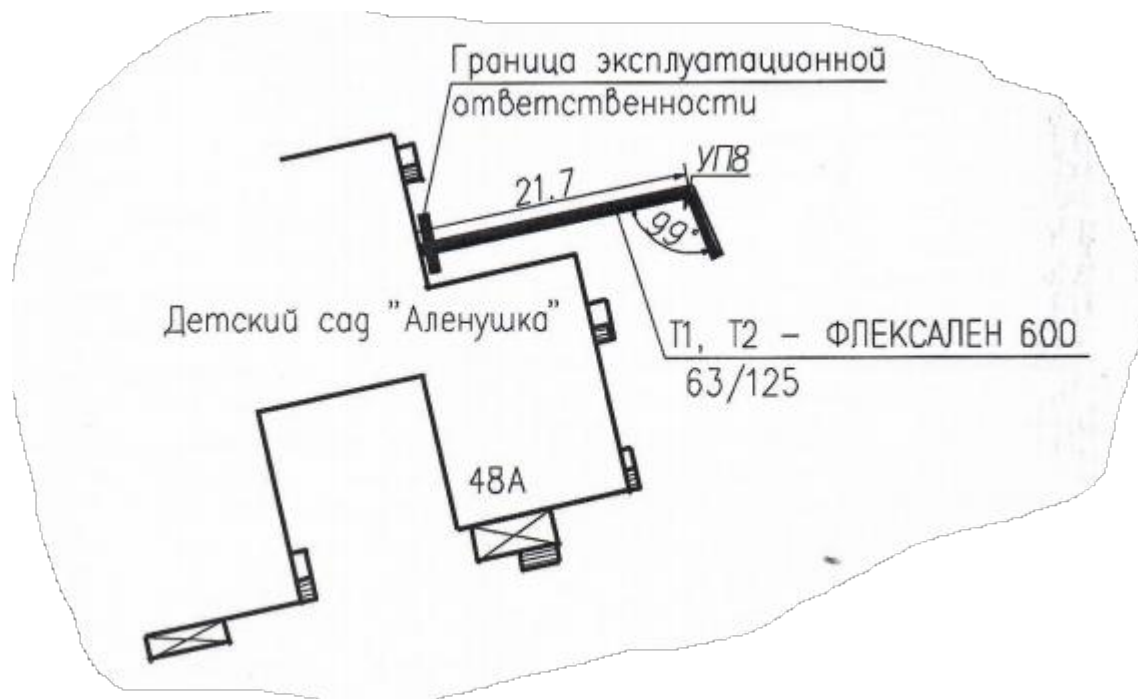 Граница эксплуатационной
ответственности
УП8
21.7
99°
Детский сад "Аленушка"
Т1, Т2 – ФЛЕКСАЛЕН 600
63/125
48А